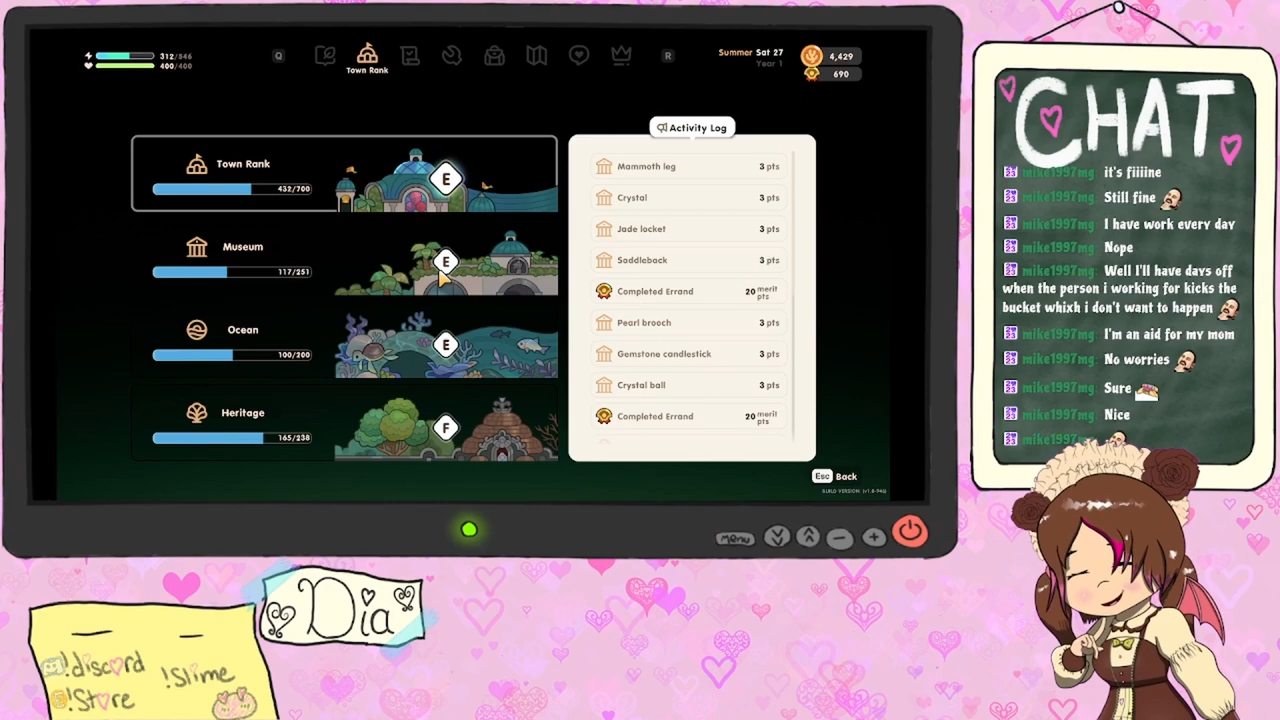 312/846
400/400
Q
Town Rank
R
Summer Sat 27
Year 1
4,429
690
Town Rank
432/700
E
Museum
117/251
E
Ocean
100/200
E
Heritage
165/238
F
Activity Log
Mammoth leg 3 pts
Crystal 3 pts
Jade locket 3 pts
Saddleback 3 pts
Completed Errand 20 merit pts
Pearl brooch 3 pts
Gemstone candlestick 3 pts
Crystal ball 3 pts
Completed Errand 20 merit pts
Esc Back
BUILD VERSION: (v1.8-946)
Menu
CHAT
mike1997mg: it's fiiiine
mike1997mg: Still fine
mike1997mg: I have work every day
mike1997mg: Nope
mike1997mg: Well I'll have days off
when the person i working for kicks the
bucket whixh i don't want to happen
mike1997mg: I'm an aid for my mom
mike1997mg: No worries
mike1997mg: Sure
mike1997mg: Nice
mike1997mg:
Dia
!discord
!Slime
!Store